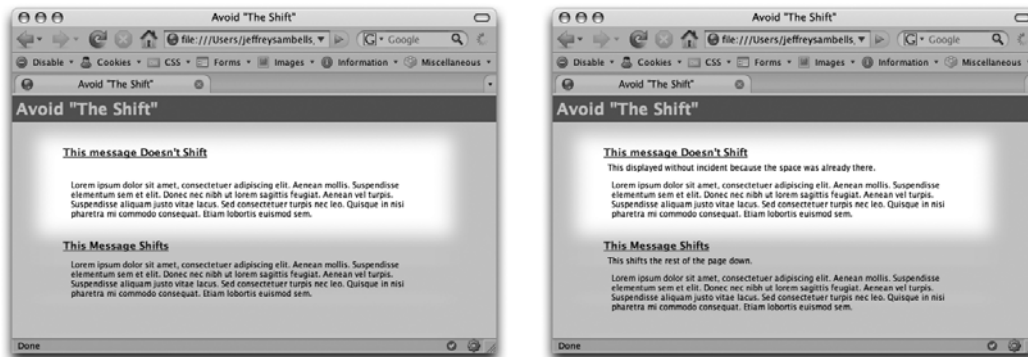 Avoid "The Shift"
file:///Users/jeffreysambells,
G Google
Disable Cookies CSS Forms Images Information Miscellaneous
Avoid "The Shift"
Avoid "The Shift"
This message Doesn't Shift
Lorem ipsum dolor sit amet, consectetuer adipiscing elit. Aenean mollis. Suspendisse
elementum sem et elit. Donec nec nibh ut lorem sagittis feugiat. Aenean vel turpis.
Suspendisse aliquam justo vitae lacus. Sed consectetuer turpis nec leo. Quisque in nisi
pharetra mi commodo consequat. Etiam lobortis euismod sem.
This Message Shifts
Lorem ipsum dolor sit amet, consectetuer adipiscing elit. Aenean mollis. Suspendisse
elementum sem et elit. Donec nec nibh ut lorem sagittis feugiat. Aenean vel turpis.
Suspendisse aliquam justo vitae lacus. Sed consectetuer turpis nec leo. Quisque in nisi
pharetra mi commodo consequat. Etiam lobortis euismod sem.
Done
Avoid "The Shift"
file:///Users/jeffreysambells,
G Google
Disable Cookies CSS Forms Images Information Miscellaneous
Avoid "The Shift"
Avoid "The Shift"
This message Doesn't Shift
This displayed without incident because the space was already there.
Lorem ipsum dolor sit amet, consectetuer adipiscing elit. Aenean mollis. Suspendisse
elementum sem et elit. Donec nec nibh ut lorem sagittis feugiat. Aenean vel turpis.
Suspendisse aliquam justo vitae lacus. Sed consectetuer turpis nec leo. Quisque in nisi
pharetra mi commodo consequat. Etiam lobortis euismod sem.
This Message Shifts
This shifts the rest of the page down.
Lorem ipsum dolor sit amet, consectetuer adipiscing elit. Aenean mollis. Suspendisse
elementum sem et elit. Donec nec nibh ut lorem sagittis feugiat. Aenean vel turpis.
Suspendisse aliquam justo vitae lacus. Sed consectetuer turpis nec leo. Quisque in nisi
pharetra mi commodo consequat. Etiam lobortis euismod sem.
Done